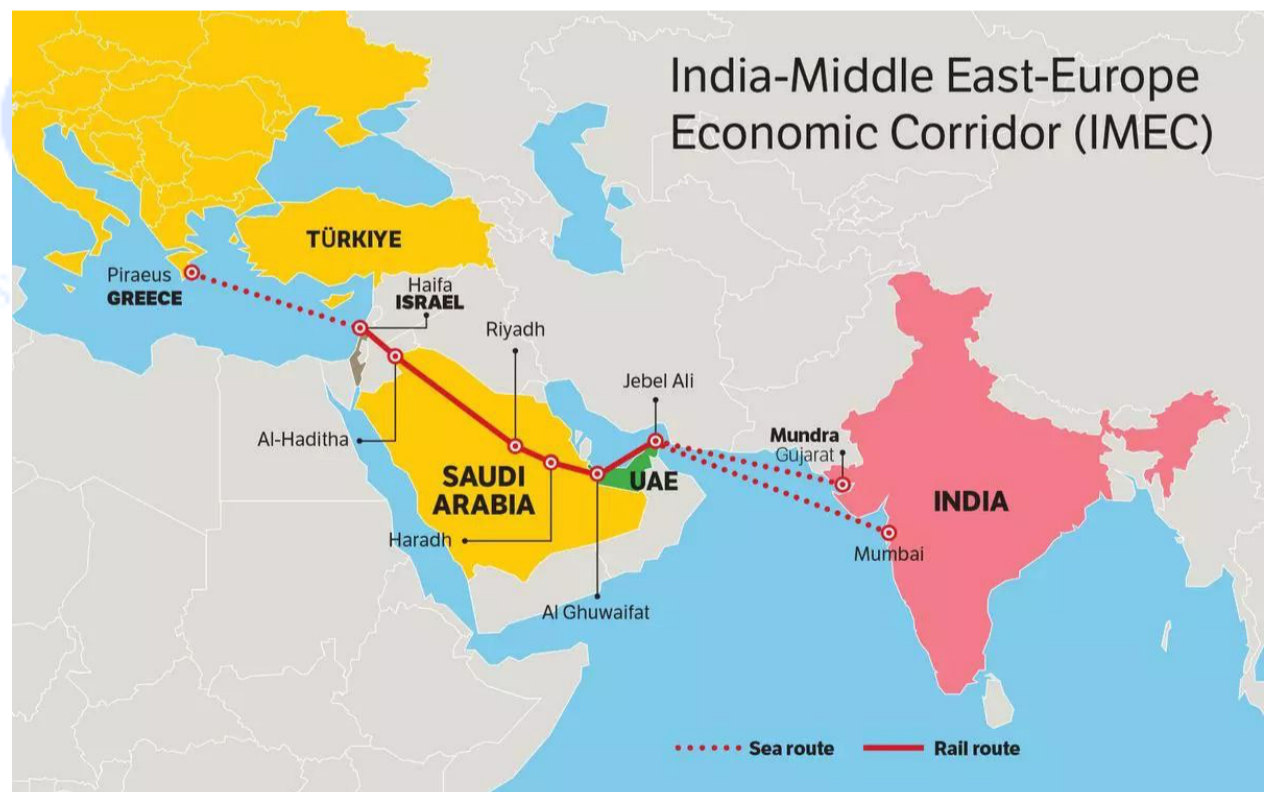 India-Middle East-Europe
Economic Corridor (IMEC)
TÜRKIYE
Piraeus
GREECE
Haifa
ISRAEL
Riyadh
Jebel Ali
Al-Haditha
Mundra
Gujarat
SAUDI
ARABIA
UAE
INDIA
Haradh
Mumbai
Al Ghuwaifat
Sea route
Rail route